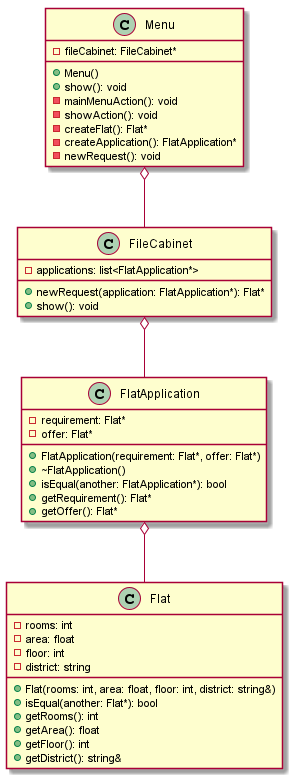 C Menu
fileCabinet: FileCabinet*
Menu()
show(): void
mainMenuAction(): void
showAction(): void
createFlat(): Flat*
createApplication(): FlatApplication*
newRequest(): void
C FileCabinet
applications: list<FlatApplication*>
newRequest(application: FlatApplication*): Flat*
show(): void
C FlatApplication
requirement: Flat*
offer: Flat*
FlatApplication(requirement: Flat*, offer: Flat*)
~FlatApplication()
isEqual(another: FlatApplication*): bool
getRequirement(): Flat*
getOffer(): Flat*
C Flat
rooms: int
area: float
floor: int
district: string
Flat(rooms: int, area: float, floor: int, district: string&)
isEqual(another: Flat*): bool
getRooms(): int
getArea(): float
getFloor(): int
getDistrict(): string&